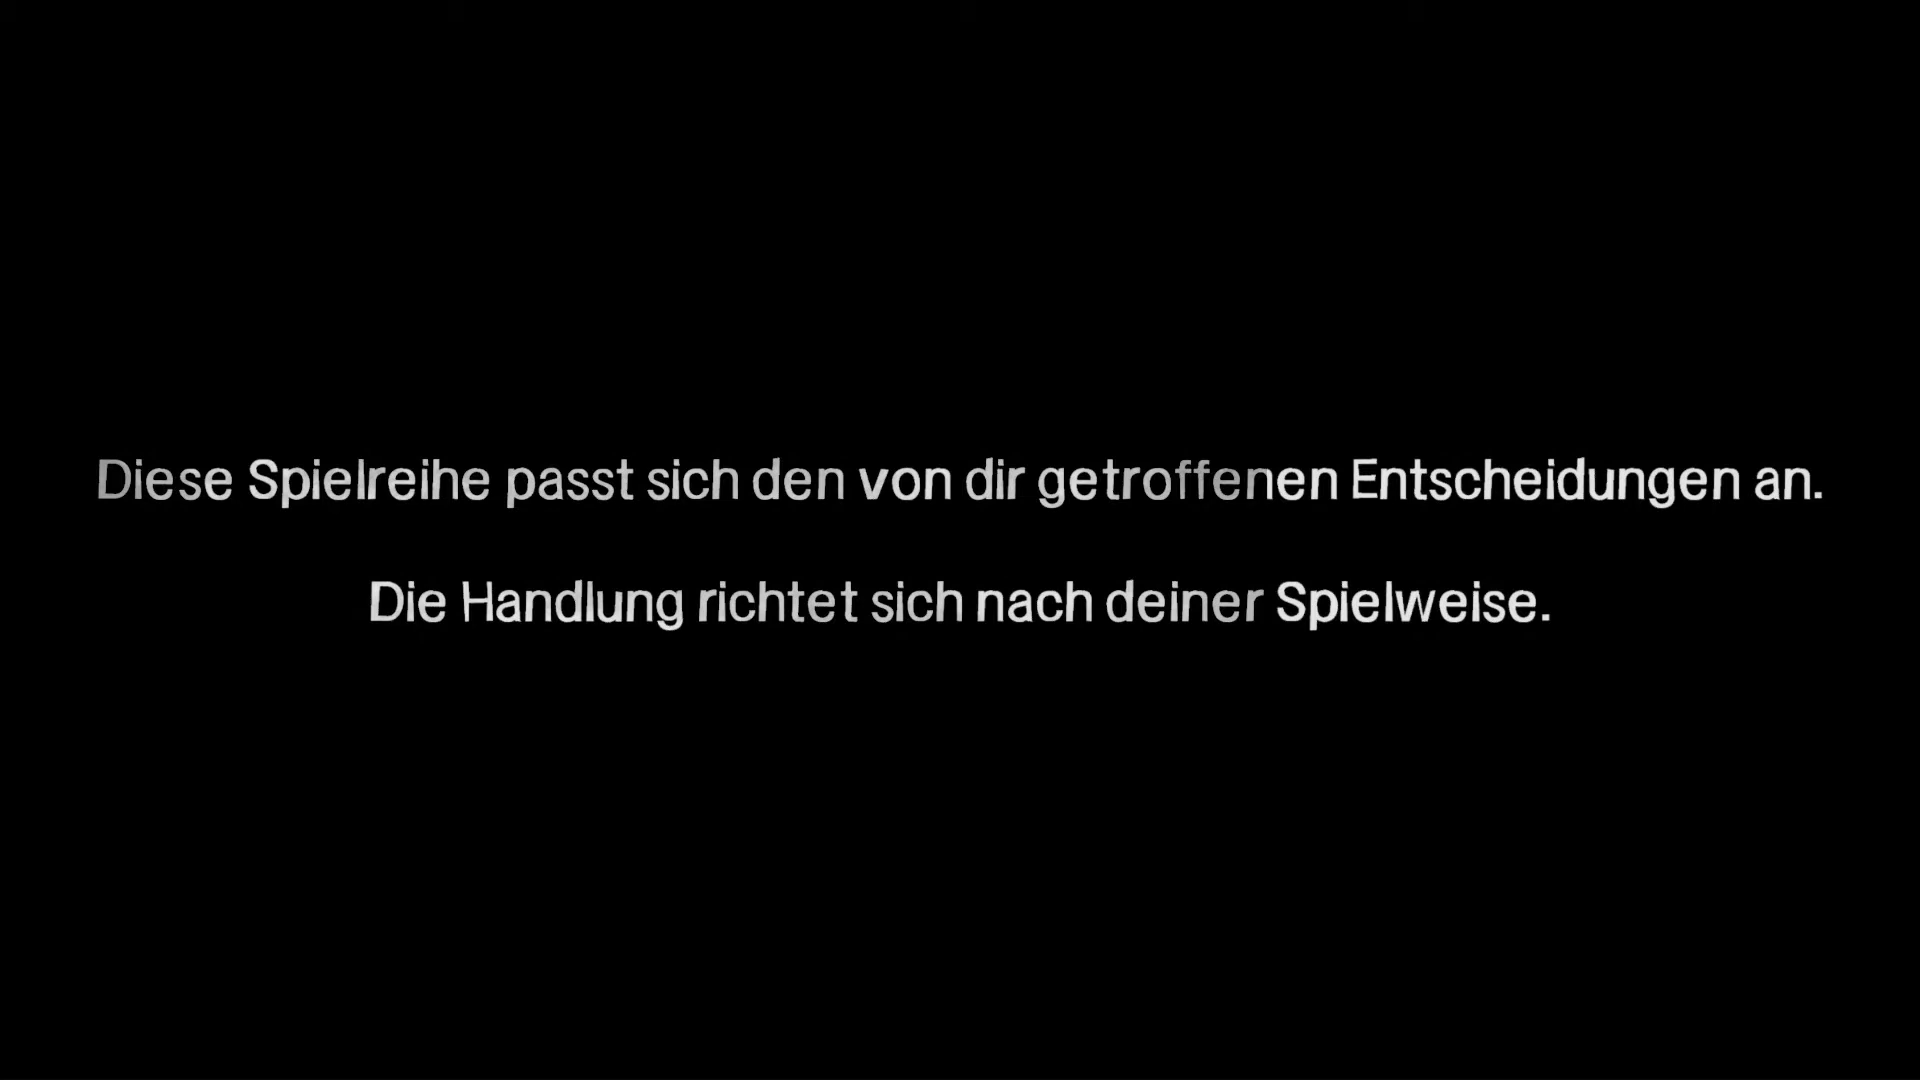 Diese Spielreihe passt sich den von dir getroffenen Entscheidungen an.
Die Handlung richtet sich nach deiner Spielweise.